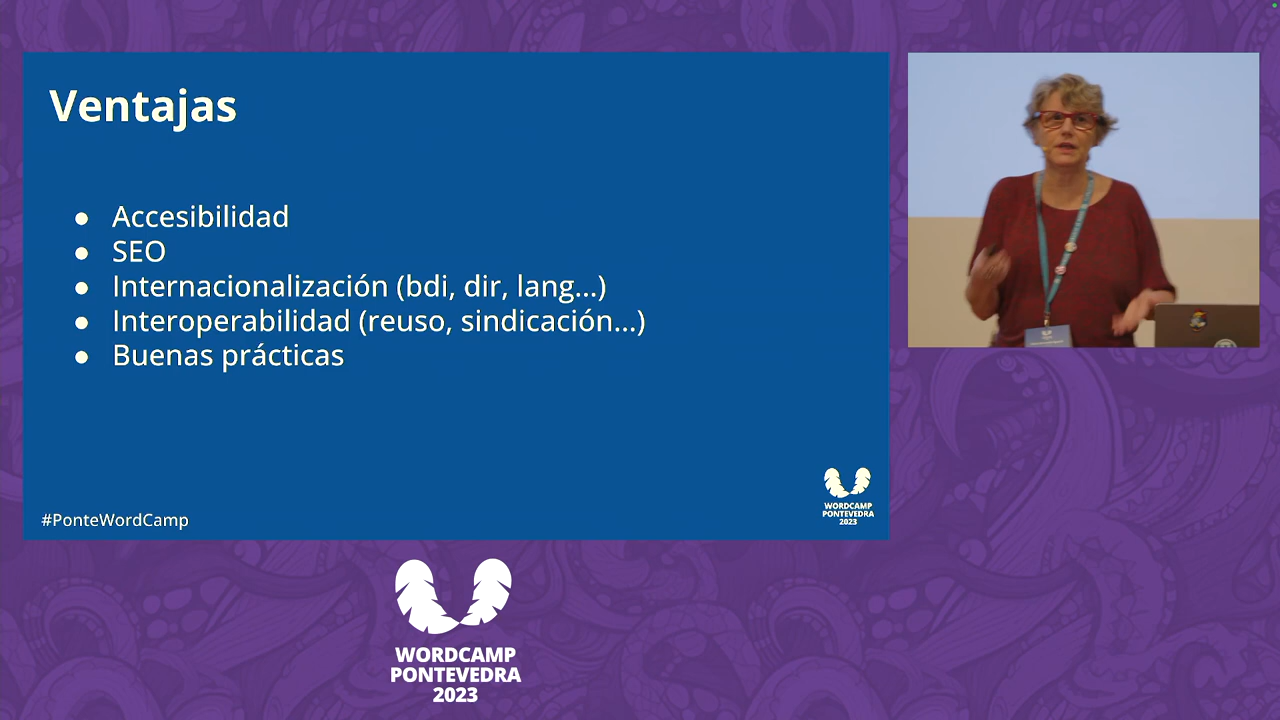 Ventajas
● Accesibilidad
● SEO
● Internacionalización (bdi, dir, lang...)
● Interoperabilidad (reuso, sindicación...)
● Buenas prácticas
#PonteWordCamp
WORDCAMP
PONTEVEDRA
2023
WORDCAMP
PONTEVEDRA
2023